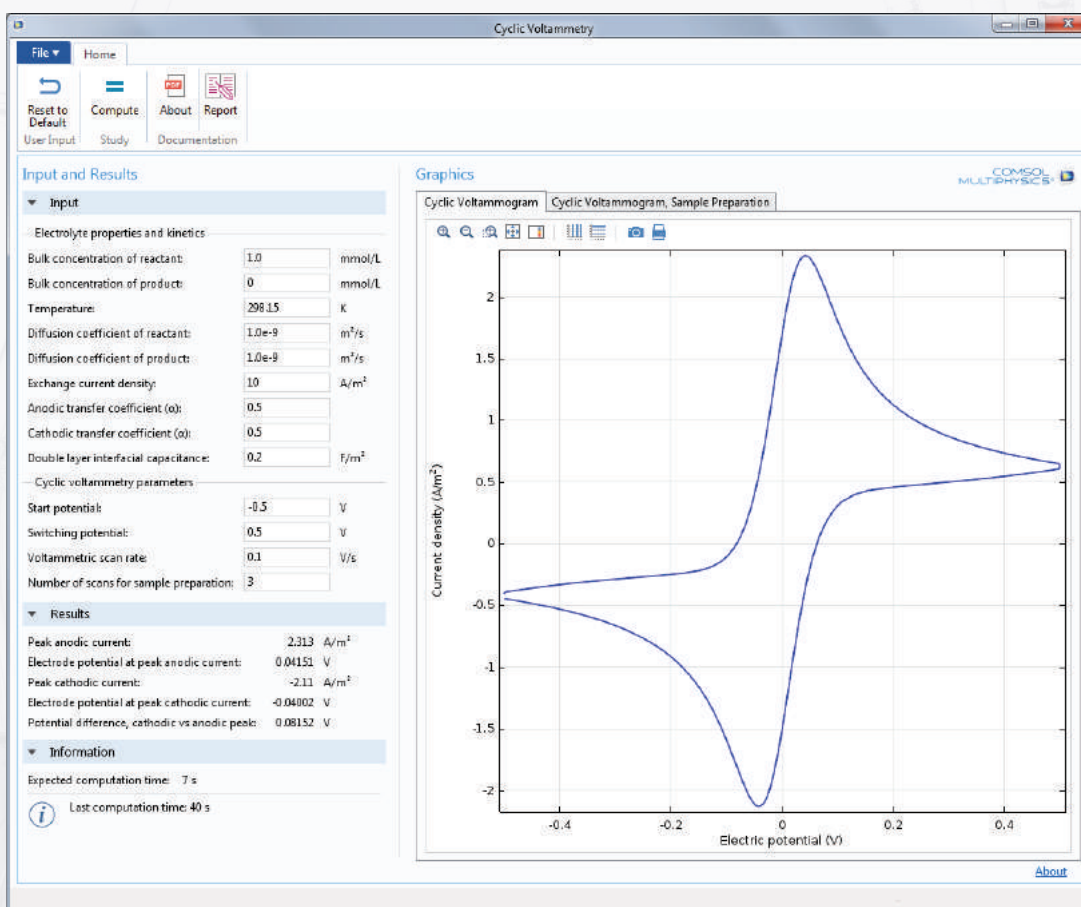 Cyclic Voltammetry
File
Home
Reset to Default
Compute
About
Report
User Input
Study
Documentation
Input and Results
Input
Electrolyte properties and kinetics
Bulk concentration of reactant: 1.0 mmol/L
Bulk concentration of product: 0 mmol/L
Temperature: 298.15 K
Diffusion coefficient of reactant: 1.0e-9 m²/s
Diffusion coefficient of product: 1.0e-9 m²/s
Exchange current density: 10 A/m²
Anodic transfer coefficient (α): 0.5
Cathodic transfer coefficient (α): 0.5
Double layer interfacial capacitance: 0.2 F/m²
Cyclic voltammetry parameters
Start potential: -0.5 V
Switching potential: 0.5 V
Voltammetric scan rate: 0.1 V/s
Number of scans for sample preparation: 3
Results
Peak anodic current: 2.313 A/m²
Electrode potential at peak anodic current: 0.04151 V
Peak cathodic current: -2.11 A/m²
Electrode potential at peak cathodic current: -0.04002 V
Potential difference, cathodic vs anodic peak: 0.08152 V
Information
Expected computation time: 7 s
Last computation time: 40 s
Graphics
COMSOL
MULTIPHYSICS®
Cyclic Voltammogram
Cyclic Voltammogram, Sample Preparation
Current density (A/m²)
2
1.5
1
0.5
0
-0.5
-1
-1.5
-2
-0.4
-0.2
0
0.2
0.4
Electric potential (V)
About